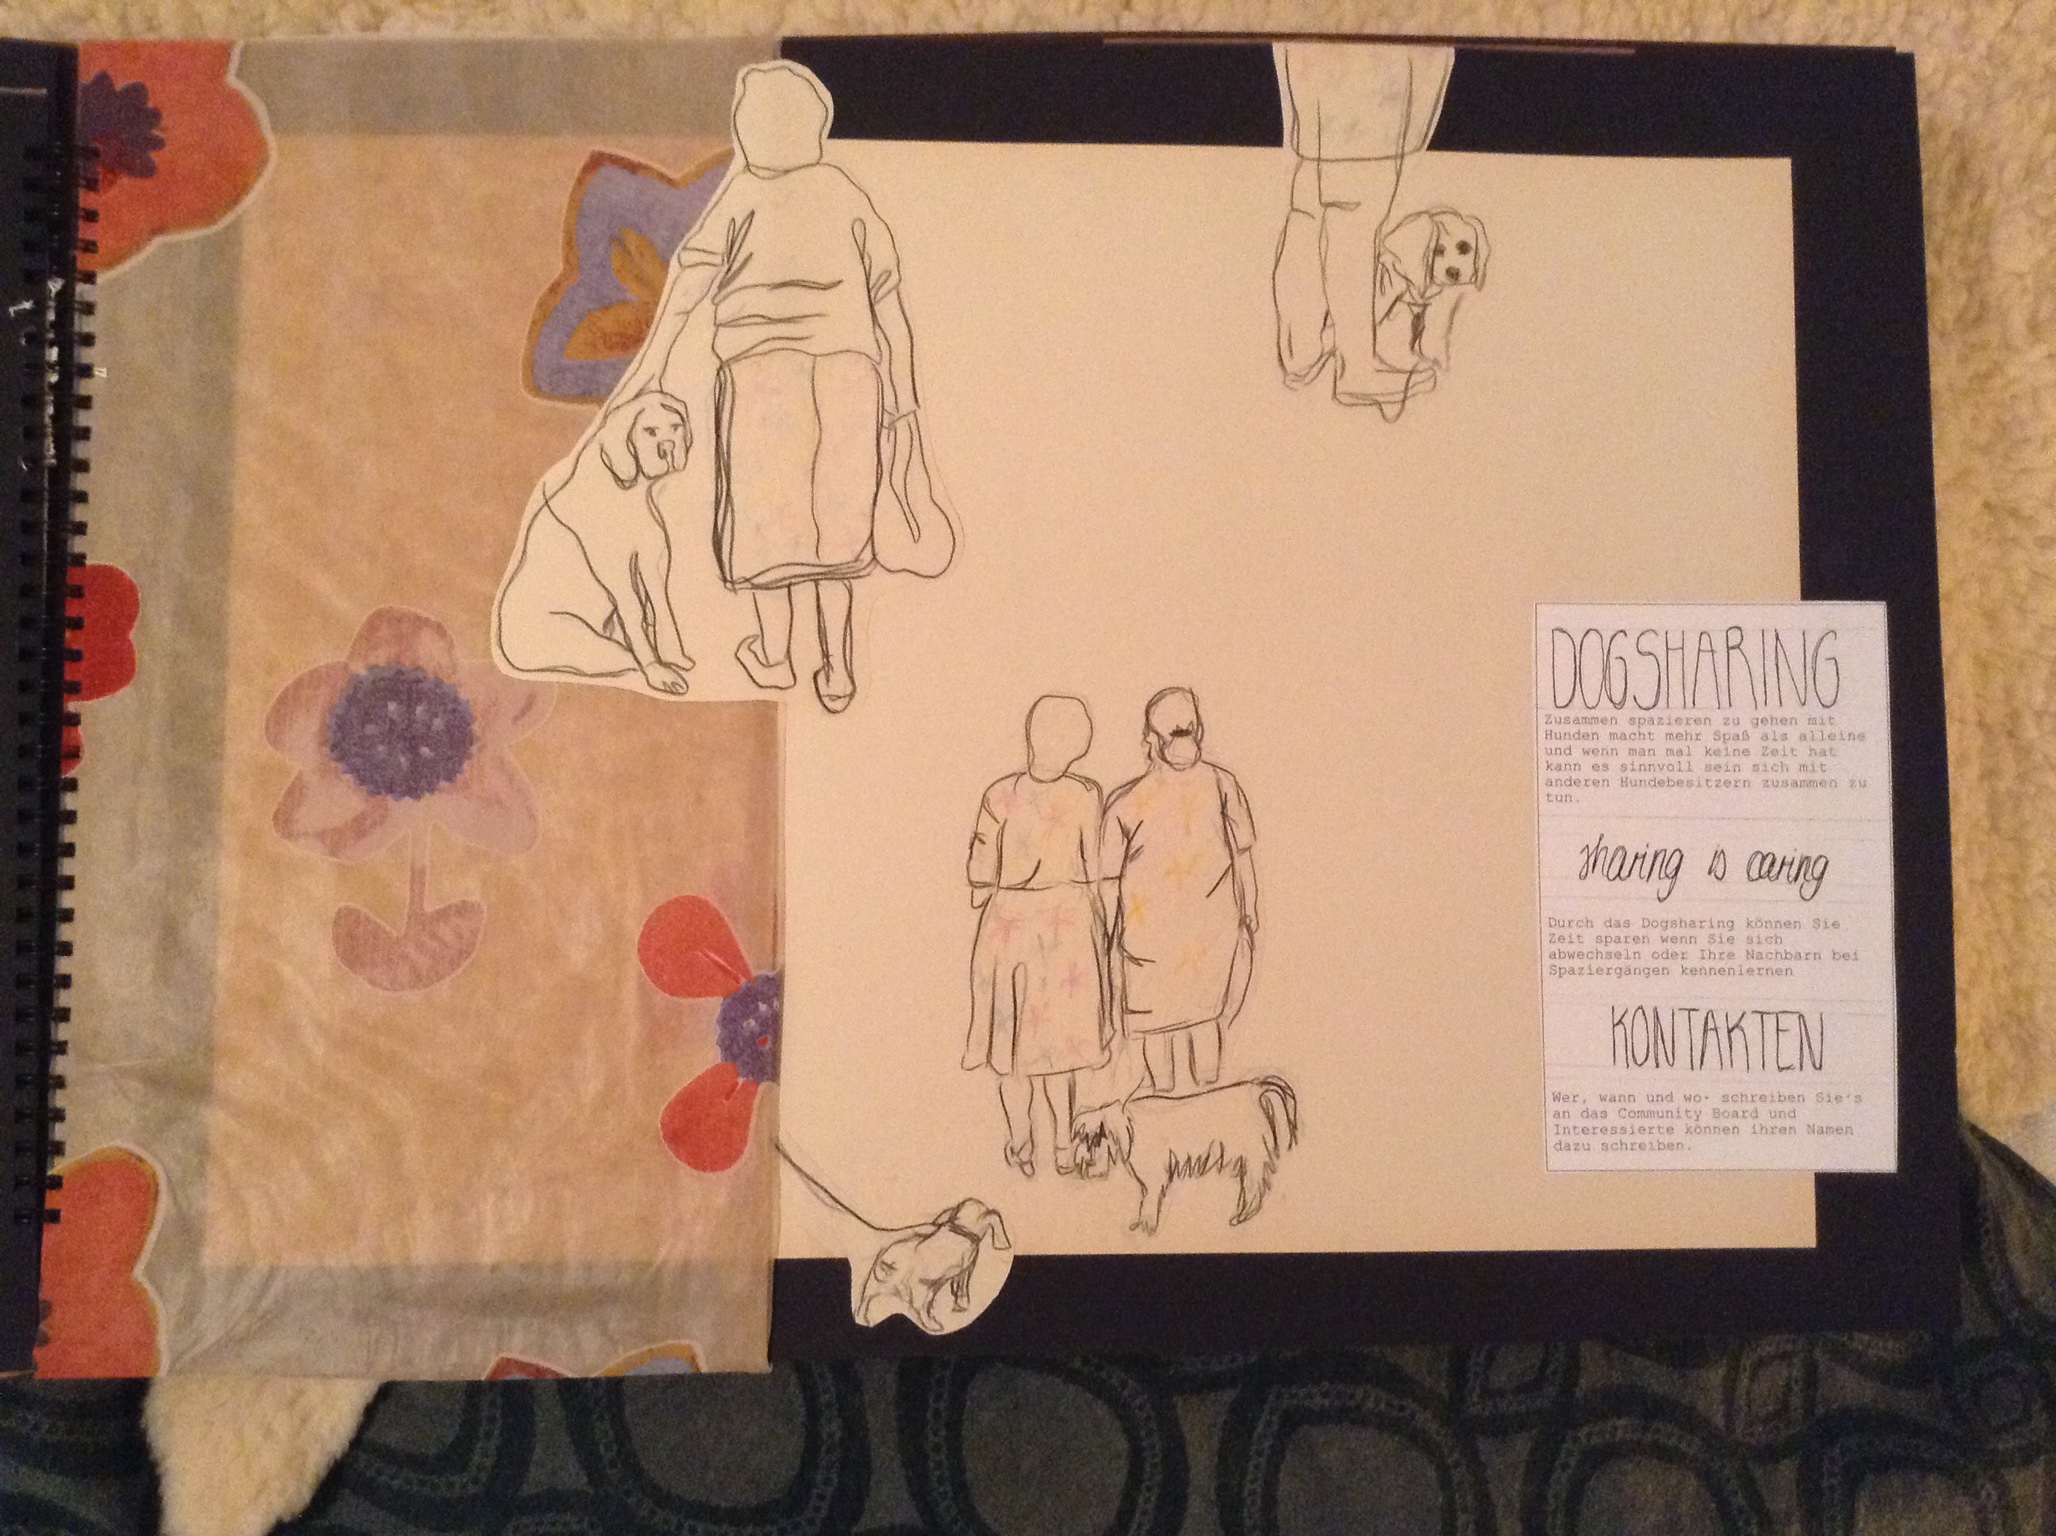 DOGSHARING
Zusammen spazieren zu gehen mit
Hunden macht mehr Spaß als alleine
und wenn man mal keine Zeit hat
kann es sinnvoll sein sich mit
anderen Hundebesitzern zusammen zu
tun.
sharing is caring
Durch das Dogsharing können Sie
Zeit sparen wenn Sie sich
abwechseln oder Ihre Nachbarn bei
Spaziergängen kennenlernen
KONTAKTEN
Wer, wann und wo- schreiben Sie's
an das Community Board und
Interessierte können ihren Namen
dazu schreiben.